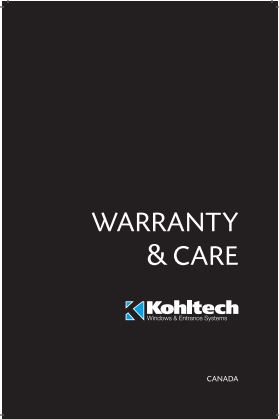 WARRANTY
& CARE
Kohltech
Windows & Entrance Systems
CANADA